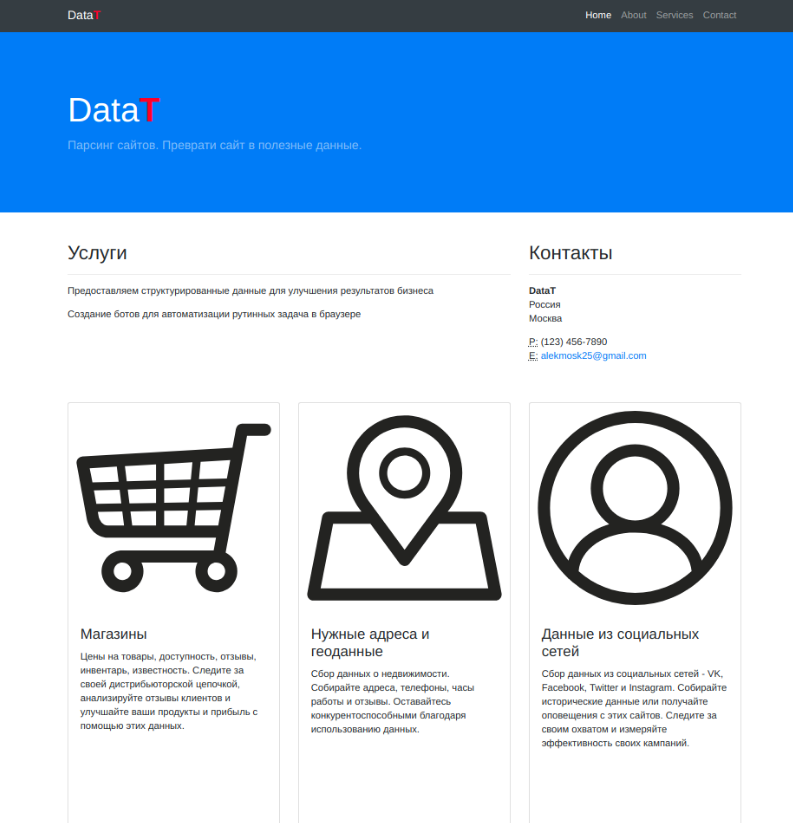 DataT
Home About Services Contact
DataT
Парсинг сайтов. Преврати сайт в полезные данные.
Услуги
Предоставляем структурированные данные для улучшения результатов бизнеса
Создание ботов для автоматизации рутинных задача в браузере
Контакты
DataT
Россия
Москва
P: (123) 456-7890
E: alekmosk25@gmail.com
Магазины
Цены на товары, доступность, отзывы,
инвентарь, известность. Следите за
своей дистрибьюторской цепочкой,
анализируйте отзывы клиентов и
улучшайте ваши продукты и прибыль с
помощью этих данных.
Нужные адреса и
геоданные
Сбор данных о недвижимости.
Собирайте адреса, телефоны, часы
работы и отзывы. Оставайтесь
конкурентоспособными благодаря
использованию данных.
Данные из социальных
сетей
Сбор данных из социальных сетей - VK,
Facebook, Twitter и Instagram. Собирайте
исторические данные или получайте
оповещения с этих сайтов. Следите за
своим охватом и измеряйте
эффективность своих кампаний.